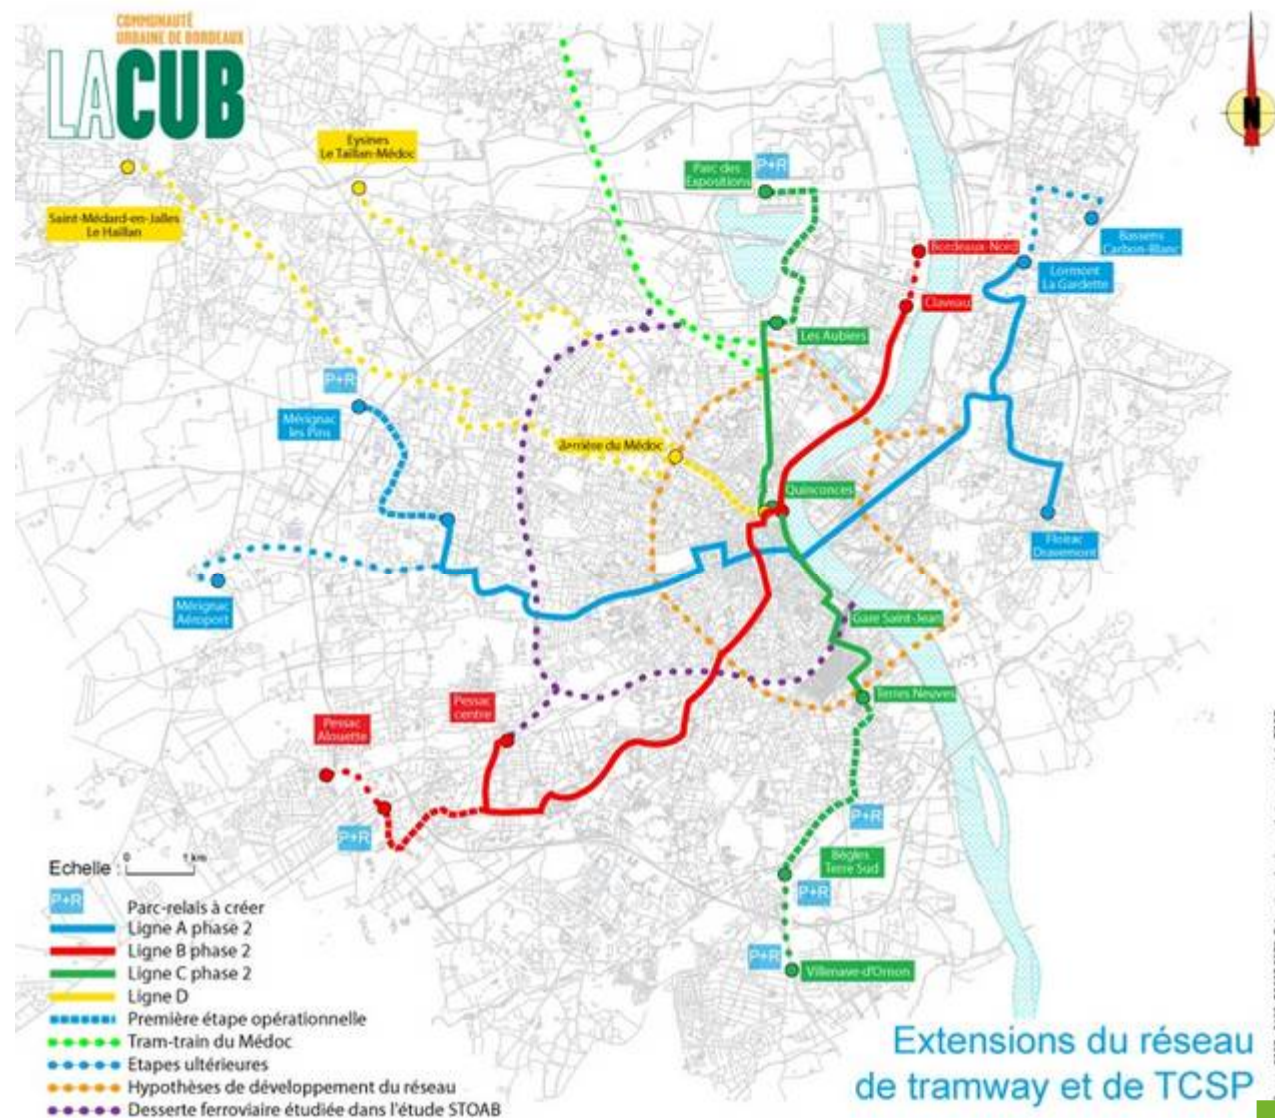 COMMUNAUTÉ
URBAINE DE BORDEAUX
LACUB
N
Eysines
Le Taillan-Médoc
Saint-Médard-en-Jalles
Le Haillan
Parc des
Expositions
P+R
Bordeaux-Nord
Bassens
Carbon-Blanc
Lormont
La Gardette
Claveau
Les Aubiers
P+R
Mérignac
les Pins
Barrière du Médoc
Quinconces
Floirac
Dravemont
Mérignac
Aéroport
Gare Saint-Jean
Terres Neuves
Pessac
centre
Pessac
Alouette
P+R
P+R
Bègles
Terre Sud
P+R
P+R
Villenave-d'Ornon
Echelle :
0
1 km
P+R
Parc-relais à créer
Ligne A phase 2
Ligne B phase 2
Ligne C phase 2
Ligne D
Première étape opérationnelle
Tram-train du Médoc
Etapes ultérieures
Hypothèses de développement du réseau
Desserte ferroviaire étudiée dans l'étude STOAB
Extensions du réseau
de tramway et de TCSP